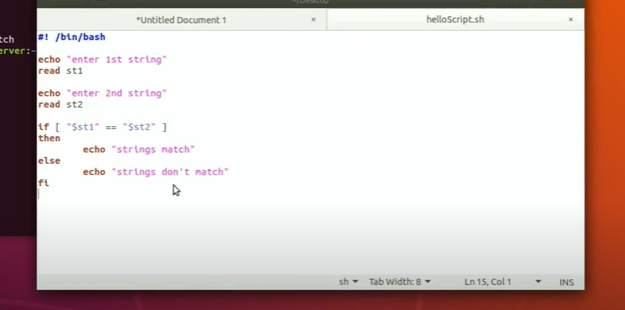 /Desktop
*Untitled Document 1 × helloScript.sh ×
tch
erver:~
#! /bin/bash
echo "enter 1st string"
read st1
echo "enter 2nd string"
read st2
if [ "$st1" == "$st2" ]
then
echo "strings match"
else
echo "strings don't match"
fi
sh Tab Width: 8 Ln 15, Col 1 INS